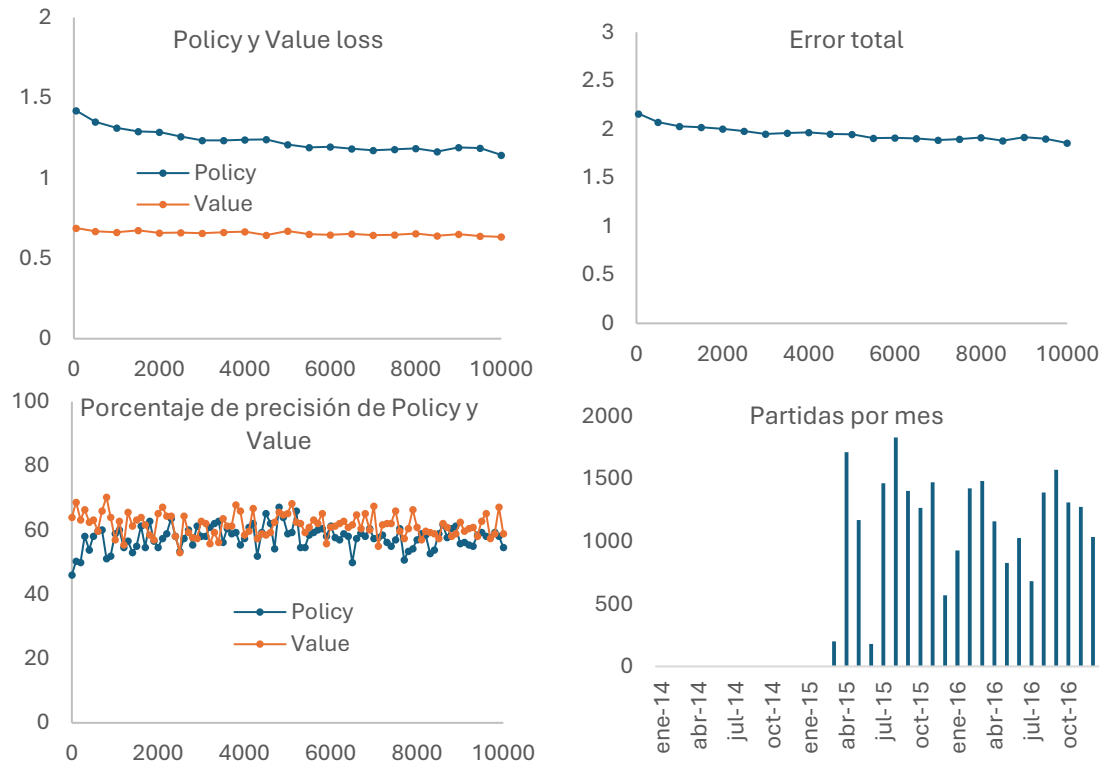 Policy y Value loss
2
1.5
1
0.5
0
Policy
Value
0 2000 4000 6000 8000 10000
Error total
3
2.5
2
1.5
1
0.5
0
0 2000 4000 6000 8000 10000
Porcentaje de precisión de Policy y
Value
100
80
60
40
20
0
Policy
Value
0 2000 4000 6000 8000 10000
Partidas por mes
2000
1500
1000
500
0
ene-14
abr-14
jul-14
oct-14
ene-15
abr-15
jul-15
oct-15
ene-16
abr-16
jul-16
oct-16